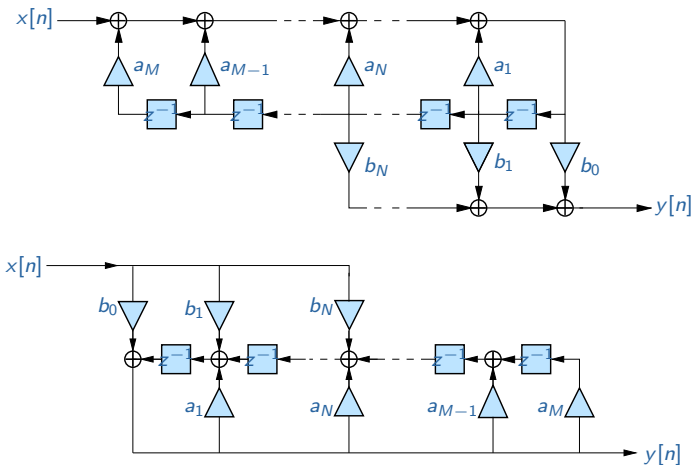 x[n]
a_M a_{M−1} a_N a_1
z^{−1} z^{−1} z^{−1} z^{−1}
b_N b_1 b_0
y[n]
x[n]
b_0 b_1 b_N
z^{−1} z^{−1} z^{−1} z^{−1}
a_1 a_N a_{M−1} a_M
y[n]